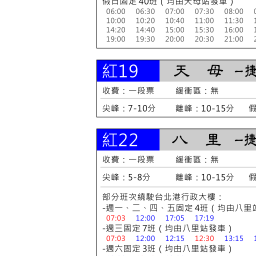 假日固定 40班（均由天母站發車）
06:00 06:30 07:00 07:30 08:00
10:00 10:20 10:40 11:00 11:30
14:20 14:40 15:00 15:30 16:00
19:00 19:30 20:00 20:30 21:00
紅19 天 母 –捷
收費：一段票 緩衝區：無
尖峰：7-10分 離峰：10-15分 假
紅22 八 里 –捷
收費：一段票 緩衝區：無
尖峰：5-8分 離峰：10-15分 假
部分班次繞駛台北港行政大樓：
-週一、二、四、五固定 4班（由八里站
07:03 12:00 17:05 17:19
-週三固定 7班（均由八里站發車）
07:03 12:00 12:15 12:30 13:15
-週六固定 3班（均由八里站發車）